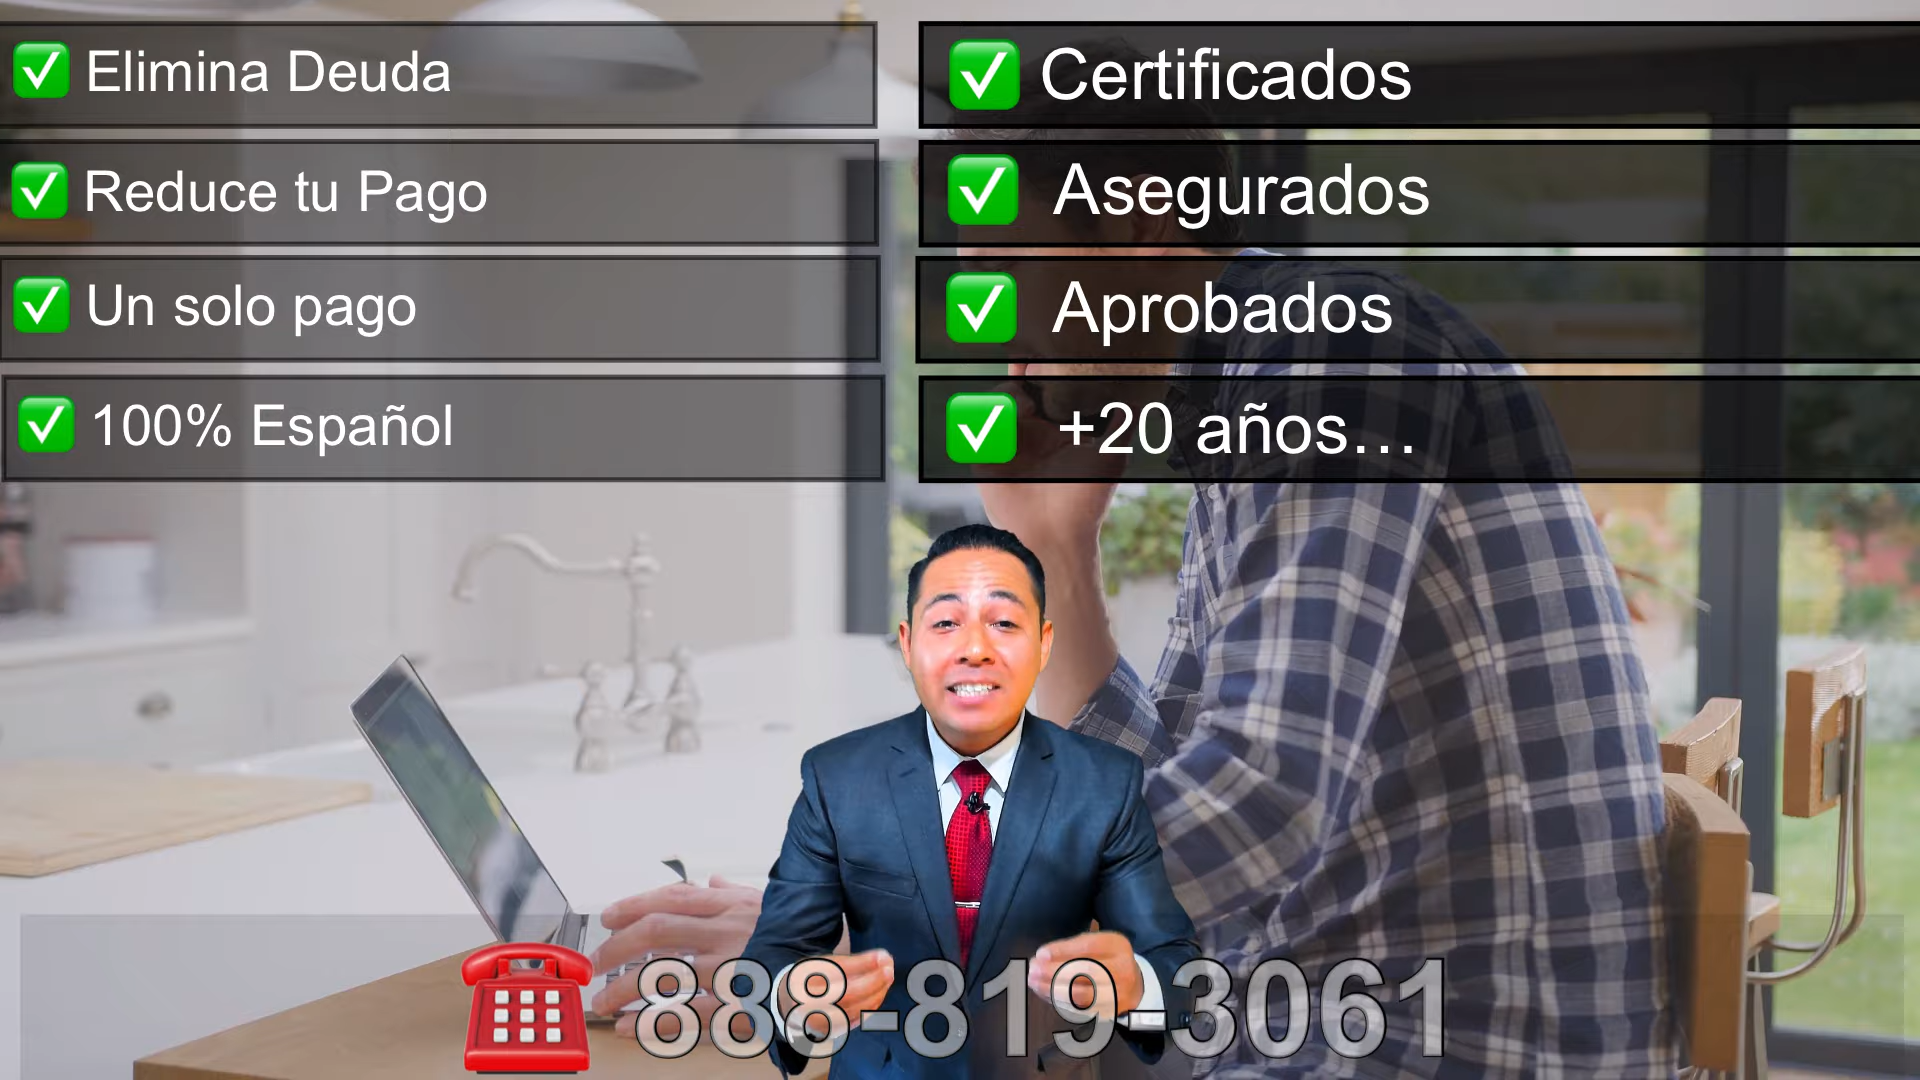 ✅ Elimina Deuda
✅ Reduce tu Pago
✅ Un solo pago
✅ 100% Español
✅ Certificados
✅ Asegurados
✅ Aprobados
✅ +20 años…
☎️ 888-819-3061